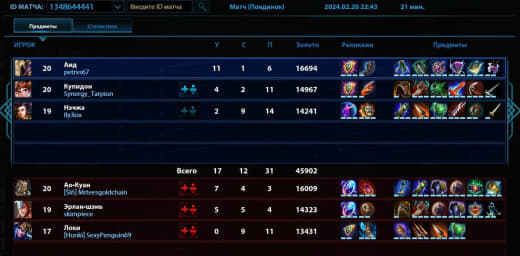 ID МАТЧА: 1348644441 Введите ID матча Матч (Поединок) 2024.02.20 22:43 21 мин.
Предметы Статистика
ИГРОК У С П Золото Реликвии Предметы
20 Аид 11 1 6 16694
petrvn67
20 Купидон 4 2 11 14967
Synergy_Tarpion
19 Нэчжа 2 9 14 14241
IlyJlox
Всего 17 12 31 45902
20 Ао-Куан 7 4 3 16009
[ŠlÑ] Mrteesgoldchain
19 Эрлан-шэнь 5 5 4 14323
skimpiece
17 Локи 0 9 11 13431
[Hunki] SexyPenguin69